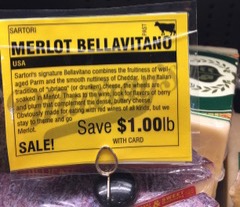 SARTORI
MERLOT BELLAVITANO
USA
Sartori's signature Bellavitano combines the fruitiness of well-
aged Parm and the smooth nuttiness of Cheddar. In the Italian
tradition of "ubriaco" (or drunken) cheese, the wheels are
soaked in Merlot. Thanks to the wine, look for flavors of berry
and plum that complement the dense, buttery cheese.
Obviously made for eating with red wines of all kinds, but we
stay to theme and go
Merlot.
Save $1.00lb
SALE!
WITH CARD